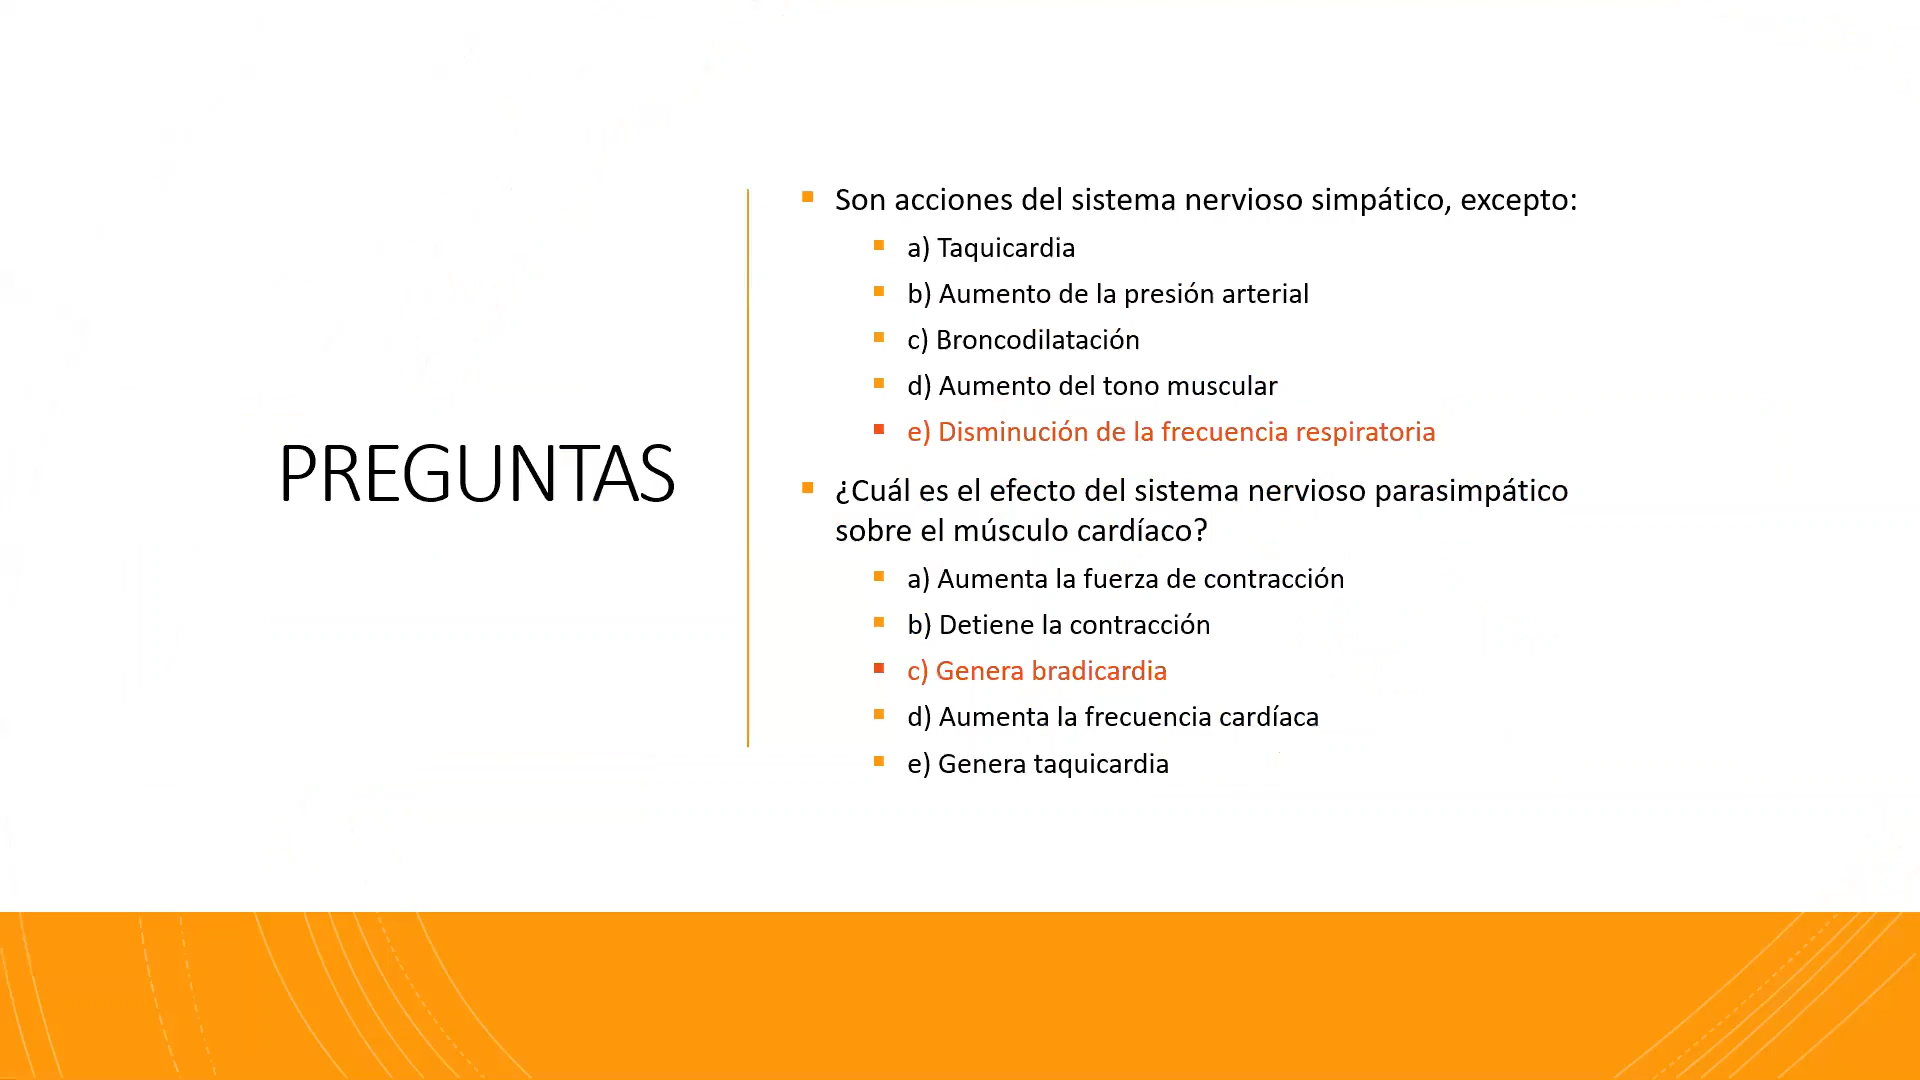 PREGUNTAS
Son acciones del sistema nervioso simpático, excepto:
a) Taquicardia
b) Aumento de la presión arterial
c) Broncodilatación
d) Aumento del tono muscular
e) Disminución de la frecuencia respiratoria
¿Cuál es el efecto del sistema nervioso parasimpático
sobre el músculo cardíaco?
a) Aumenta la fuerza de contracción
b) Detiene la contracción
c) Genera bradicardia
d) Aumenta la frecuencia cardíaca
e) Genera taquicardia